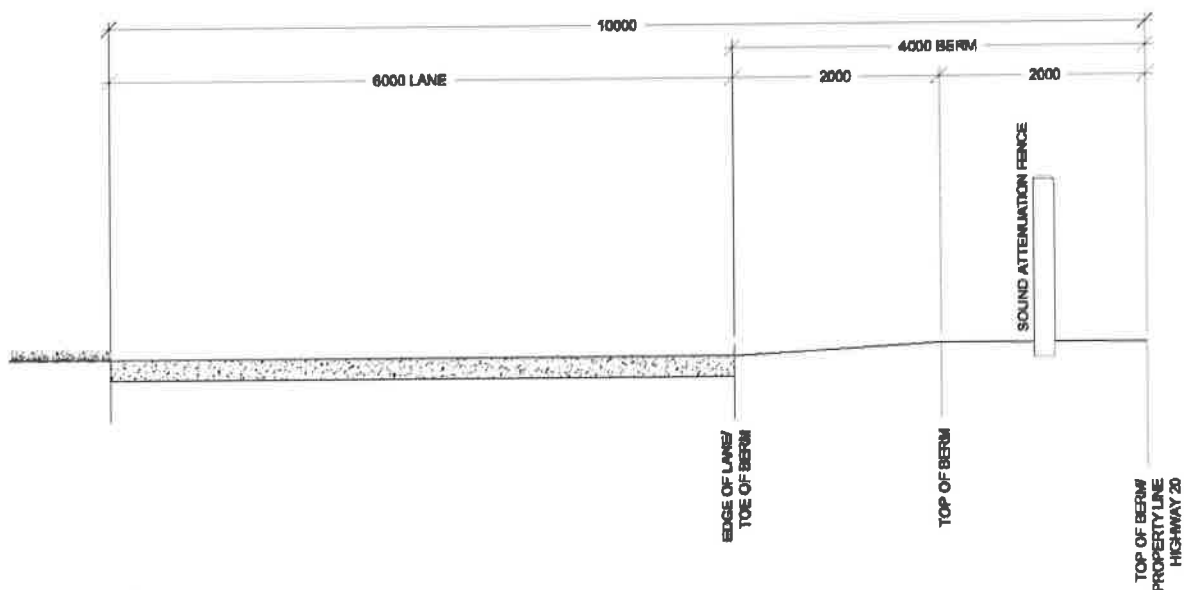 10000
4000 BERM
6000 LANE
2000
2000
SOUND ATTENUATION FENCE
EDGE OF LANE/
TOE OF BERM
TOP OF BERM
TOP OF BERM/
PROPERTY LINE
HIGHWAY 20